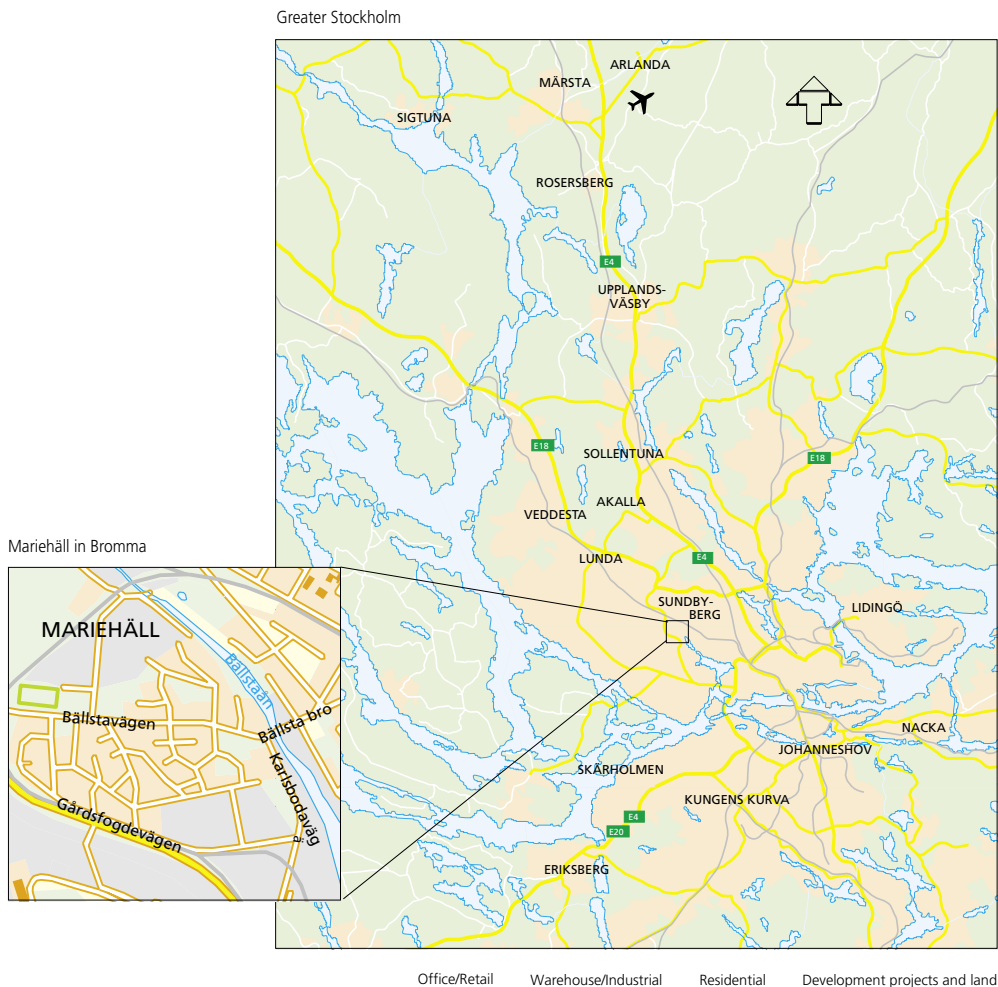 Greater Stockholm
ARLANDA
MÄRSTA
SIGTUNA
ROSERSBERG
E4
UPPLANDS-
VÄSBY
E18
SOLLENTUNA
E18
AKALLA
VEDDESTA
LUNDA
E4
SUNDBY-
BERG
LIDINGÖ
NACKA
JOHANNESHOV
SKÄRHOLMEN
KUNGENS KURVA
E4
E20
ERIKSBERG
Mariehäll in Bromma
MARIEHÄLL
Bällstaån
Bällstavägen
Bällsta bro
Karlsbodaväg
ä
Gårdsfogdevägen
Office/Retail Warehouse/Industrial Residential Development projects and land